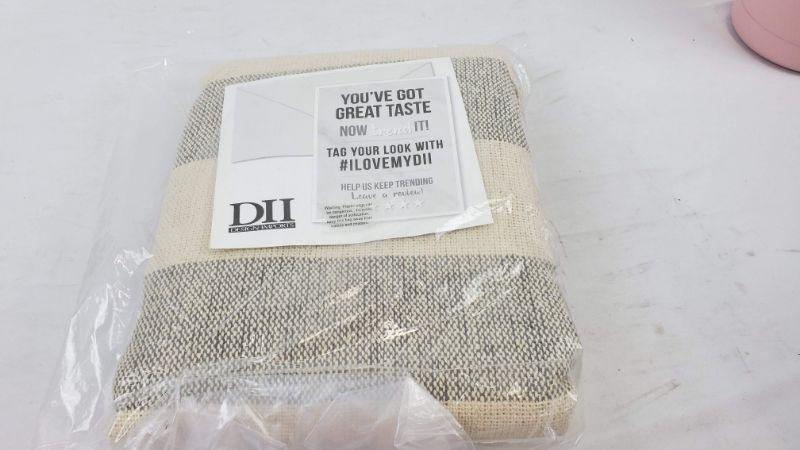 YOU'VE GOT
GREAT TASTE
NOW trend IT!
TAG YOUR LOOK WITH
#ILOVEMYDII
HELP US KEEP TRENDING
Leave a review!
DII
DESIGN IMPORTS